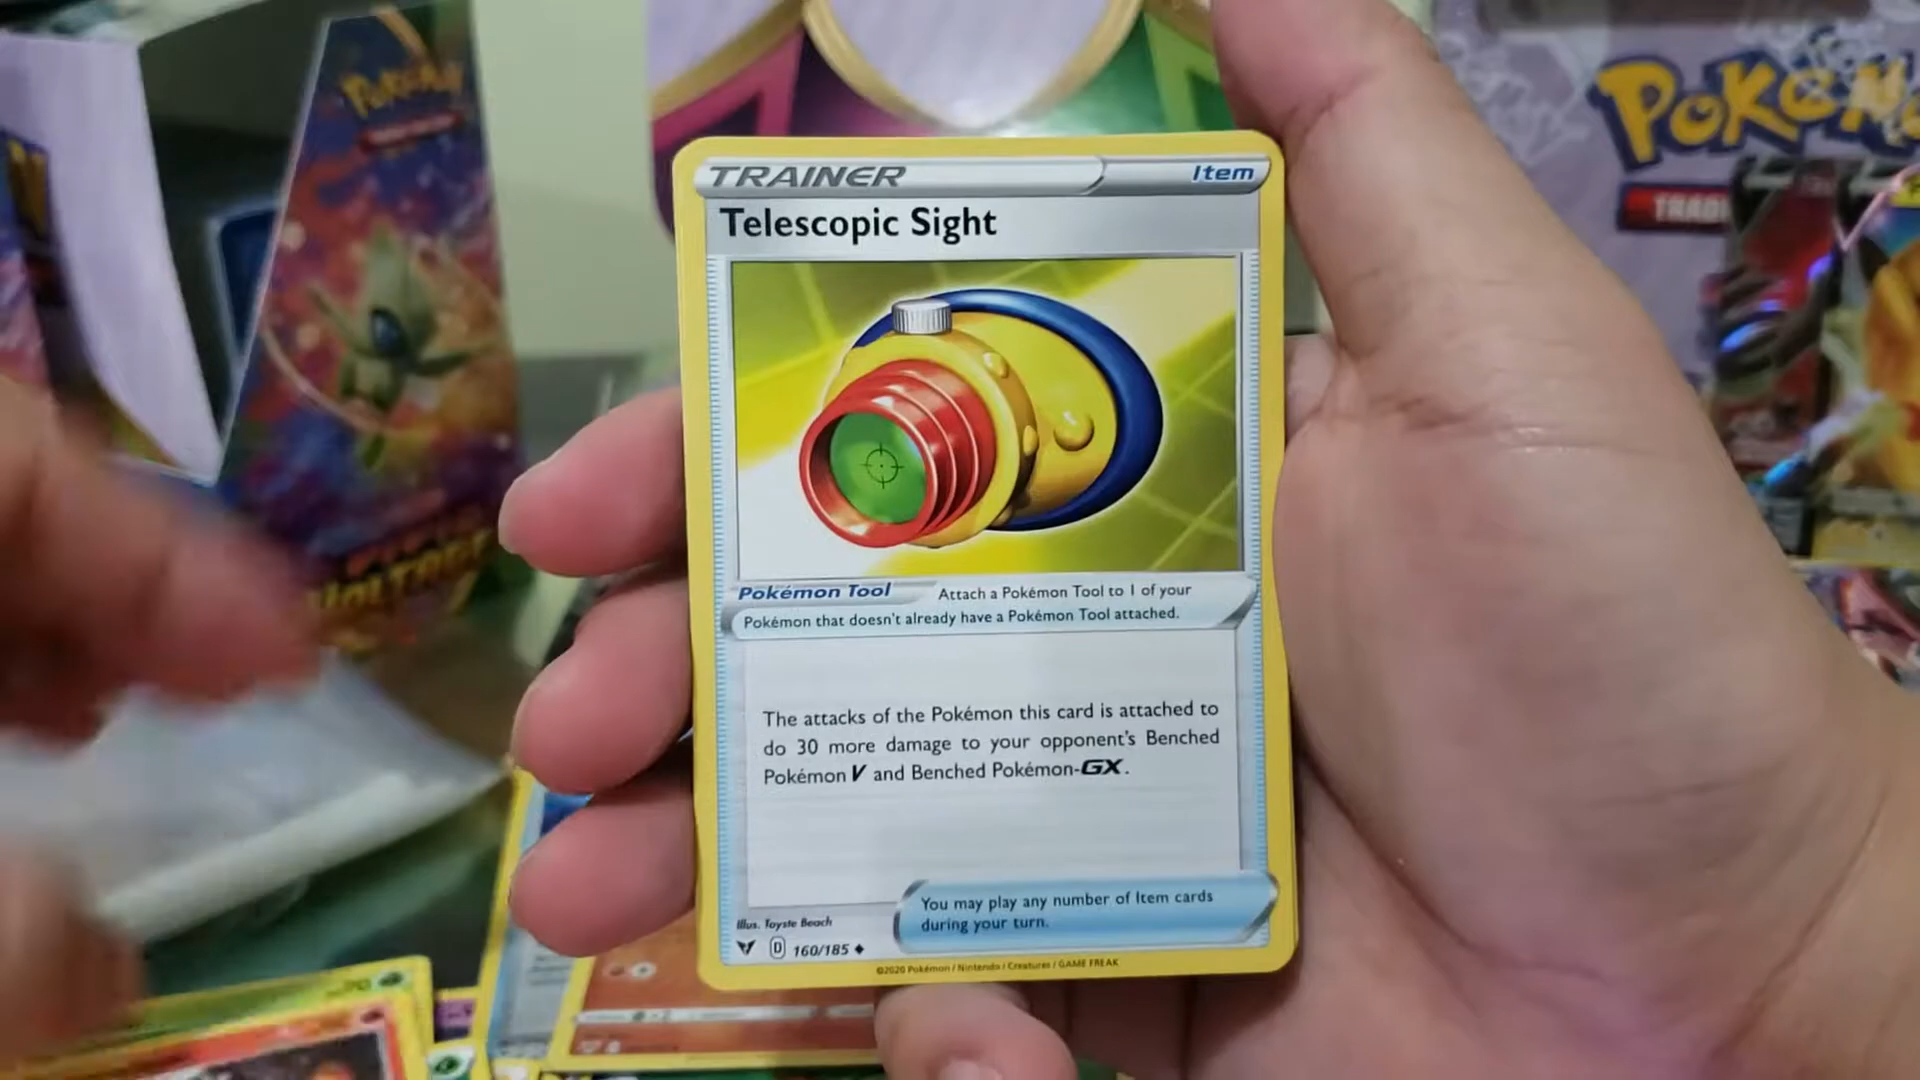 POKéMON
TRAINER
Item
Telescopic Sight
Pokémon Tool
Attach a Pokémon Tool to 1 of your
Pokémon that doesn't already have a Pokémon Tool attached.
The attacks of the Pokémon this card is attached to
do 30 more damage to your opponent's Benched
Pokémon V and Benched Pokémon-GX.
You may play any number of Item cards
during your turn.
Illus. Toyste Beach
D 160/185
©2020 Pokémon / Nintendo / Creatures / GAME FREAK
POKéMON
VOLTAGE